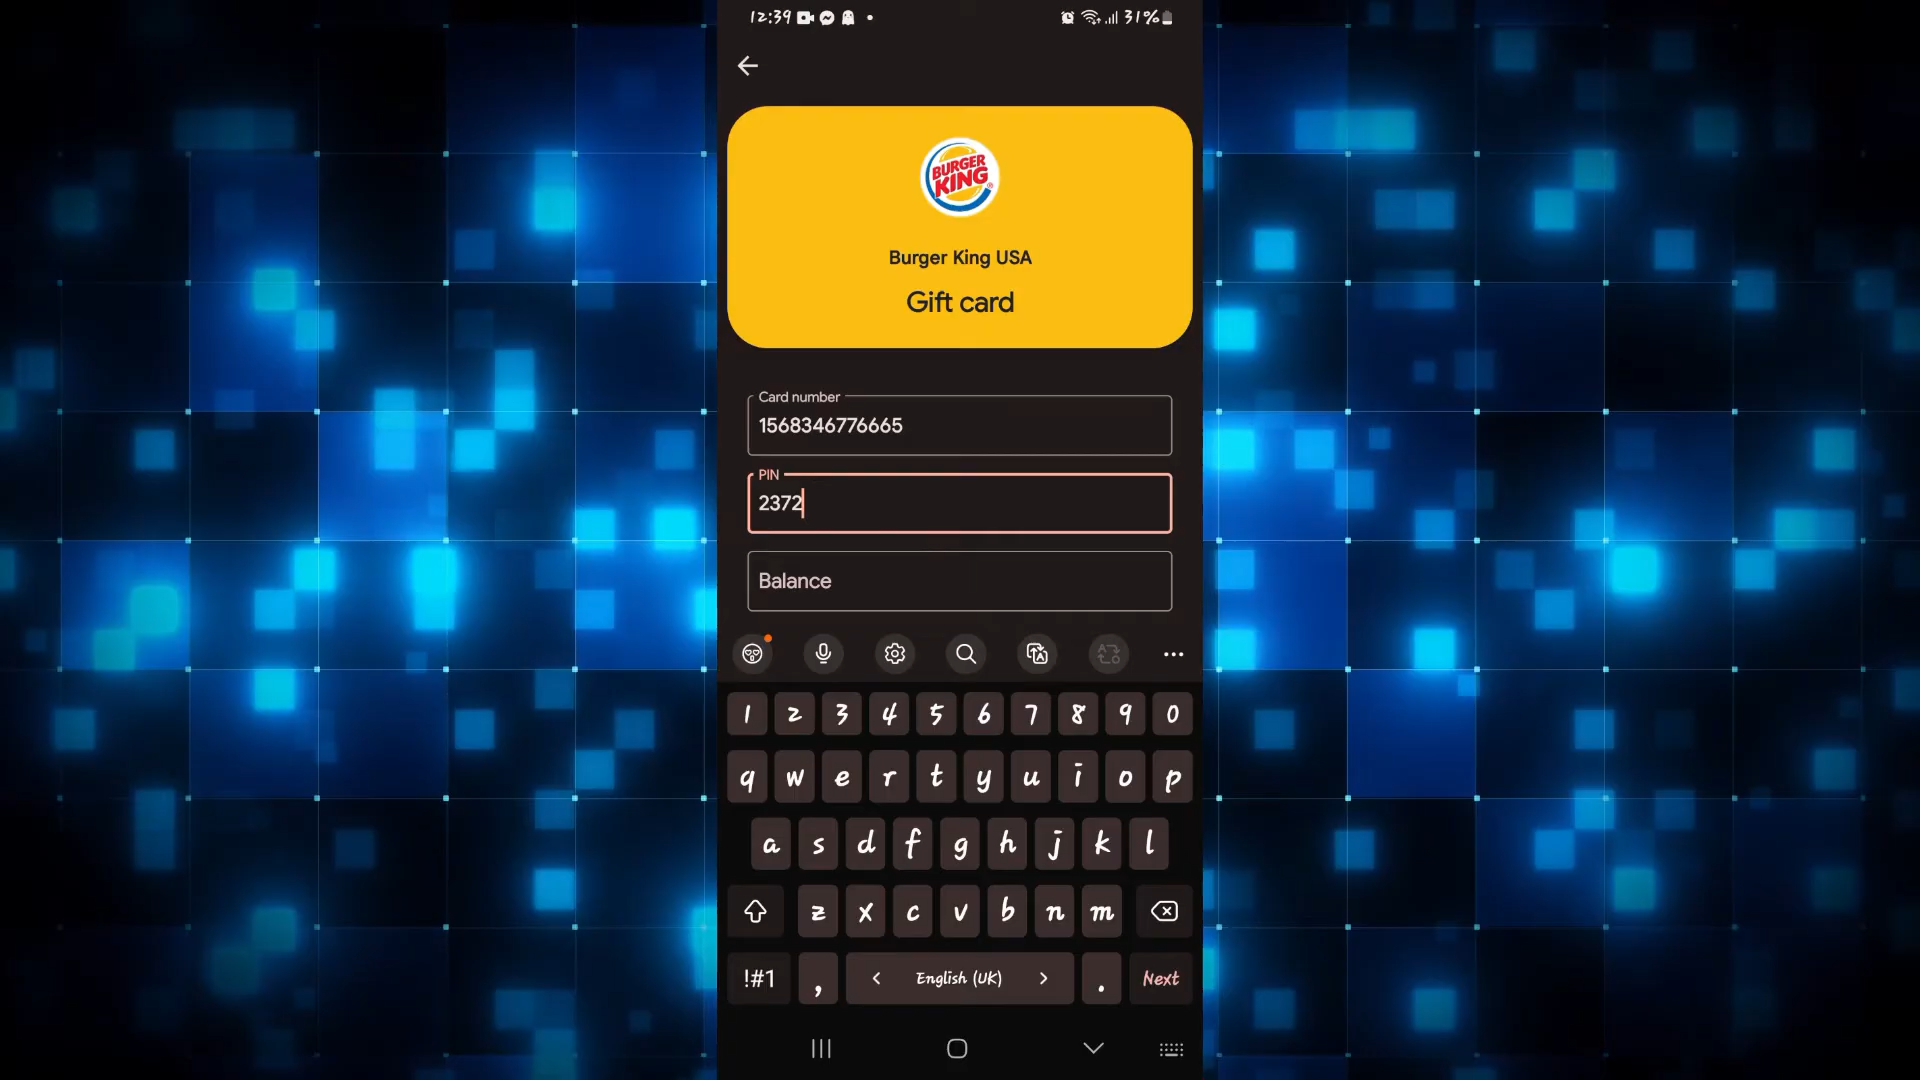 12:39
31%
BURGER
KING
Burger King USA
Gift card
Card number
1568346776665
PIN
2372
Balance
1 2 3 4 5 6 7 8 9 0
q w e r t y u i o p
a s d f g h j k l
z x c v b n m
!#1 , < English (UK) > . Next